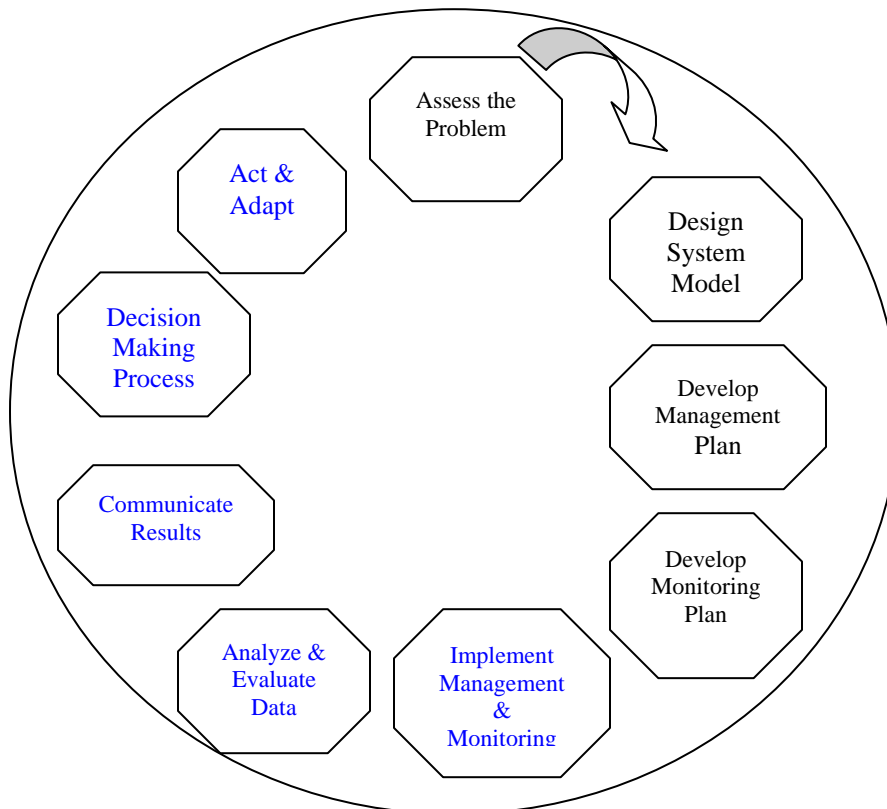 Assess the
Problem
Design
System
Model
Develop
Management
Plan
Develop
Monitoring
Plan
Implement
Management
&
Monitoring
Analyze &
Evaluate
Data
Communicate
Results
Decision
Making
Process
Act &
Adapt